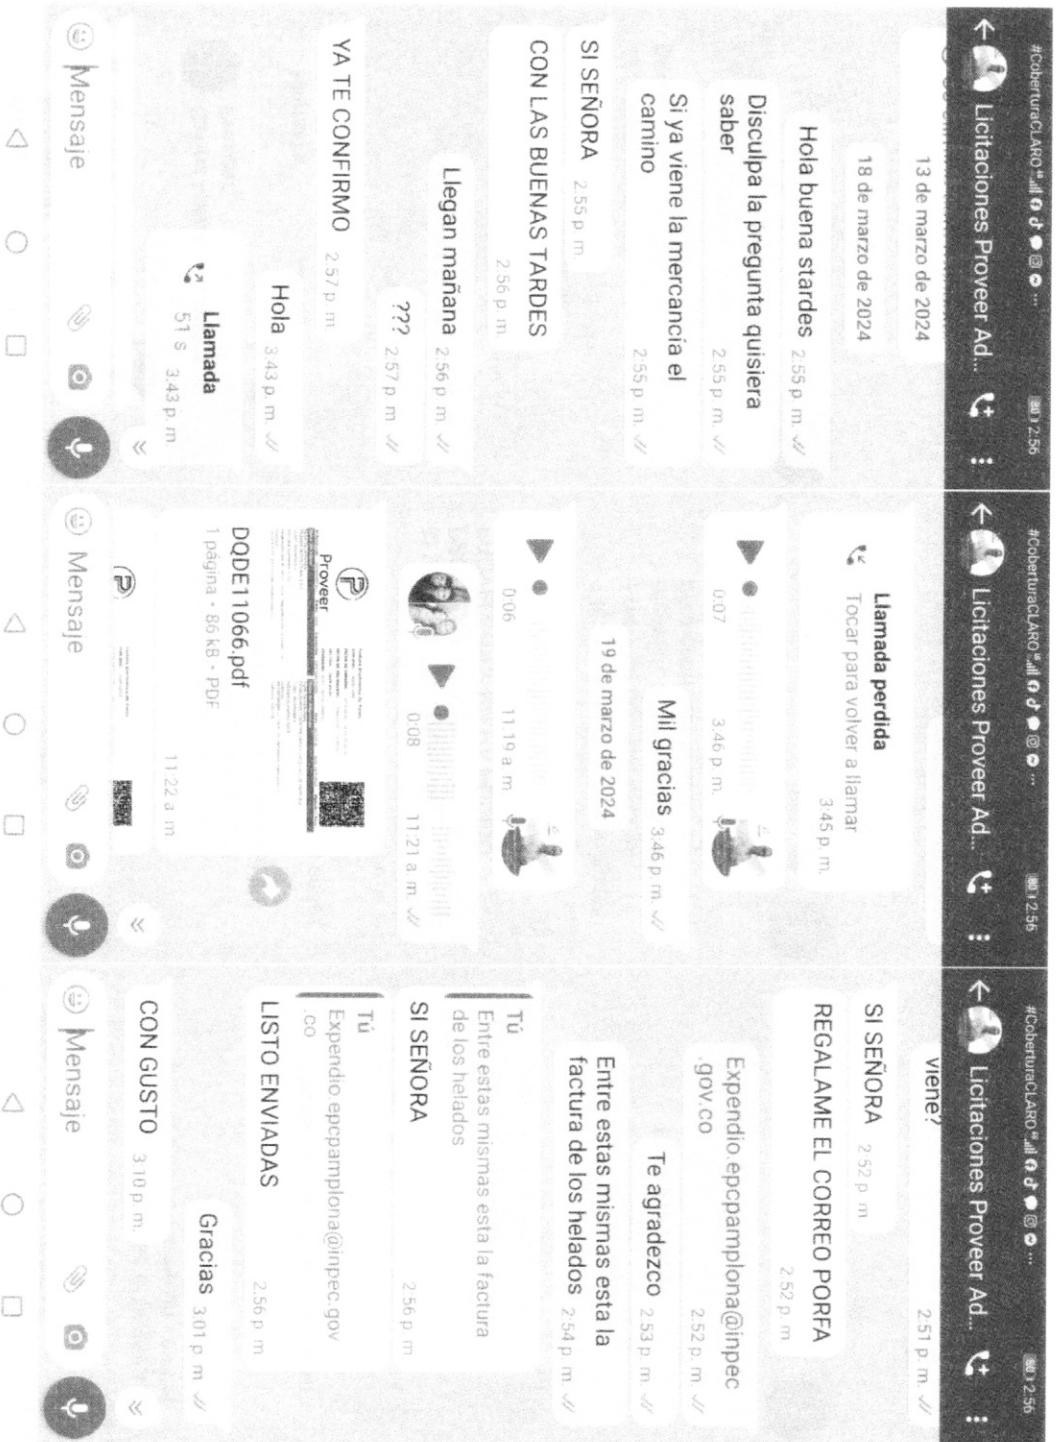 #CoberturaCLARO
80 2:56
Licitaciones Proveer Ad...
13 de marzo de 2024
18 de marzo de 2024
Hola buena stardes 2:55 p. m.
Disculpa la pregunta quisiera
saber 2:55 p. m.
Si ya viene la mercancía el
camino 2:55 p. m.
SI SEÑORA 2:55 p. m.
CON LAS BUENAS TARDES
2:56 p. m.
Llegan mañana 2:56 p. m.
??? 2:57 p. m.
YA TE CONFIRMO 2:57 p. m.
Hola 3:43 p. m.
Llamada
51 s 3:43 p. m.
Mensaje
#CoberturaCLARO
80 2:56
Licitaciones Proveer Ad...
Llamada perdida
Tocar para volver a llamar
3:45 p. m.
0:07 3:46 p. m.
Mil gracias 3:46 p. m.
19 de marzo de 2024
0:06 11:19 a. m.
0:08 11:21 a. m.
Proveer
DQDE11066.pdf
1 página • 86 kB • PDF
11:22 a. m.
Mensaje
#CoberturaCLARO
80 2:56
Licitaciones Proveer Ad...
viene?
2:51 p. m.
SI SEÑORA 2:52 p. m.
REGALAME EL CORREO PORFA
2:52 p. m.
Expendio.epcpamplona@inpec
.gov.co 2:52 p. m.
Te agradezco 2:53 p. m.
Entre estas mismas esta la
factura de los helados 2:54 p. m.
Tú
Entre estas mismas esta la factura
de los helados
SI SEÑORA
2:56 p. m.
Tú
Expendio.epcpamplona@inpec.gov
.co
LISTO ENVIADAS
2:56 p. m.
Gracias 3:01 p. m.
CON GUSTO 3:10 p. m.
Mensaje